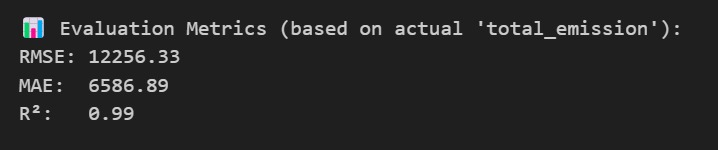 📊 Evaluation Metrics (based on actual 'total_emission'):
RMSE: 12256.33
MAE:  6586.89
R²:   0.99